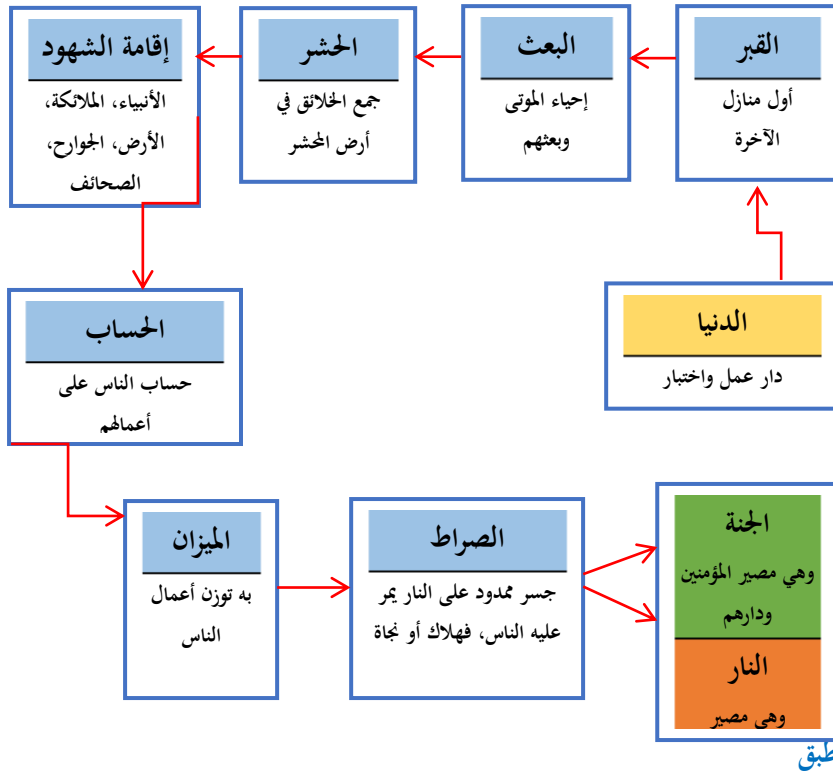 القبر
أول منازل
الآخرة
البعث
إحياء الموتى
وبعثهم
الحشر
جمع الخلائق في
أرض المحشر
إقامة الشهود
الأنبياء، الملائكة،
الأرض، الجوارح،
الصحائف
الدنيا
دار عمل واختبار
الحساب
حساب الناس على
أعمالهم
الميزان
به توزن أعمال
الناس
الصراط
جسر ممدود على النار يمر
عليه الناس، فهلاك أو نجاة
الجنة
وهي مصير المؤمنين
ودارهم
النار
وهي مصير
طبق